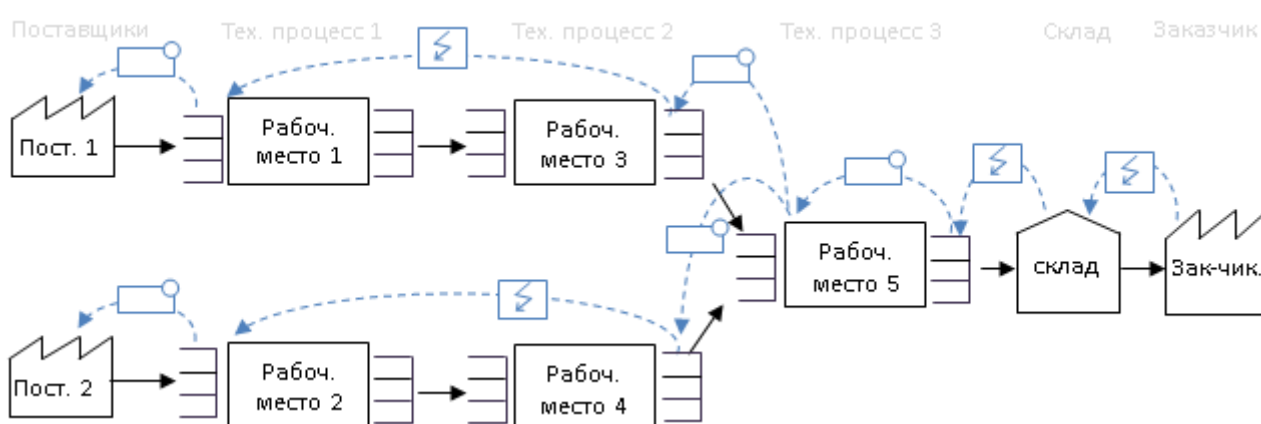 Поставщики Тех. процесс 1 Тех. процесс 2 Тех. процесс 3 Склад Заказчик
Пост. 1
Рабоч.
место 1
Рабоч.
место 3
Рабоч.
место 5
склад
Зак-чик.
Пост. 2
Рабоч.
место 2
Рабоч.
место 4